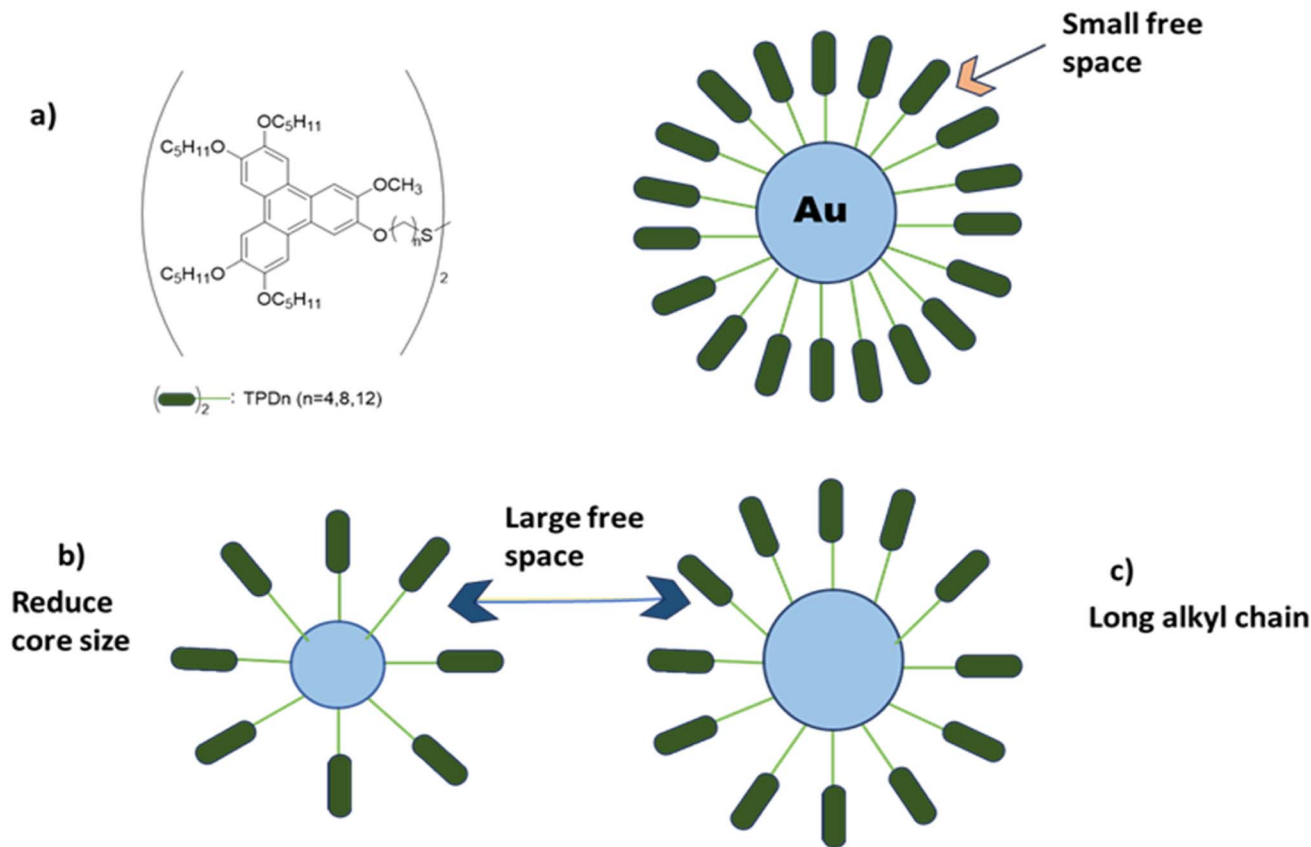 a)
OC5H11
C5H11O
OCH3
O
n
S
C5H11O
OC5H11
2
( )2 : TPDn (n=4,8,12)
Small free
space
Au
b)
Reduce
core size
Large free
space
c)
Long alkyl chain